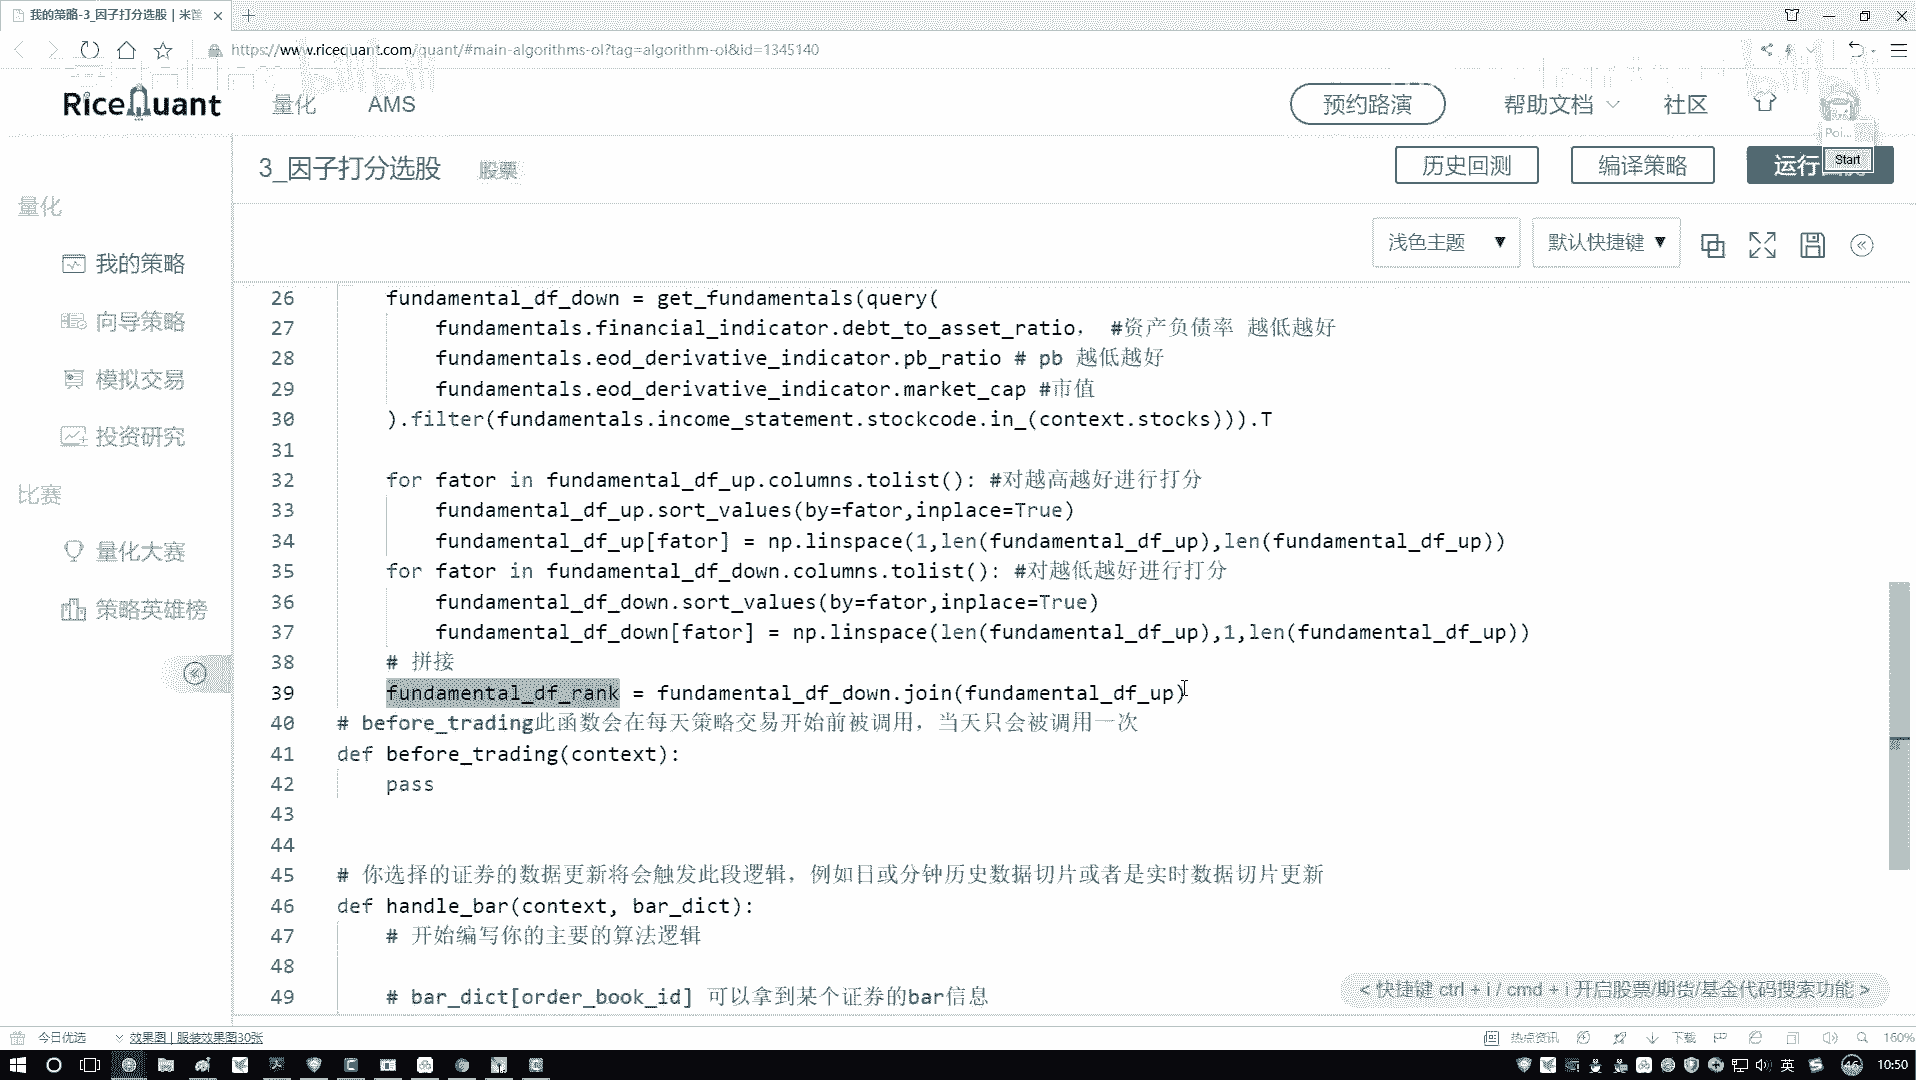 我的策略-3_因子打分选股 | 米筐
https://www.ricequant.com/quant/#main-algorithms-ol?tag=algorithm-ol&id=1345140
RiceQuant
量化
AMS
预约路演
帮助文档
社区
Poi...
Start
3_因子打分选股
股票
历史回测
编译策略
运行
量化
我的策略
向导策略
模拟交易
投资研究
比赛
量化大赛
策略英雄榜
浅色主题
默认快捷键
26 fundamental_df_down = get_fundamentals(query(
27 fundamentals.financial_indicator.debt_to_asset_ratio， #资产负债率 越低越好
28 fundamentals.eod_derivative_indicator.pb_ratio # pb 越低越好
29 fundamentals.eod_derivative_indicator.market_cap #市值
30 ).filter(fundamentals.income_statement.stockcode.in_(context.stocks))).T
31
32 for fator in fundamental_df_up.columns.tolist(): #对越高越好进行打分
33 fundamental_df_up.sort_values(by=fator,inplace=True)
34 fundamental_df_up[fator] = np.linspace(1,len(fundamental_df_up),len(fundamental_df_up))
35 for fator in fundamental_df_down.columns.tolist(): #对越低越好进行打分
36 fundamental_df_down.sort_values(by=fator,inplace=True)
37 fundamental_df_down[fator] = np.linspace(len(fundamental_df_up),1,len(fundamental_df_up))
38 # 拼接
39 fundamental_df_rank = fundamental_df_down.join(fundamental_df_up)
40 # before_trading此函数会在每天策略交易开始前被调用，当天只会被调用一次
41 def before_trading(context):
42 pass
43
44
45 # 你选择的证券的数据更新将会触发此段逻辑，例如日或分钟历史数据切片或者是实时数据切片更新
46 def handle_bar(context, bar_dict):
47 # 开始编写你的主要的算法逻辑
48
49 # bar_dict[order_book_id] 可以拿到某个证券的bar信息
< 快捷键 ctrl + i / cmd + i 开启股票/期货/基金代码搜索功能 >
今日优选
效果图 | 服装效果图30张
热点资讯
下载
160%
英
46
10:50